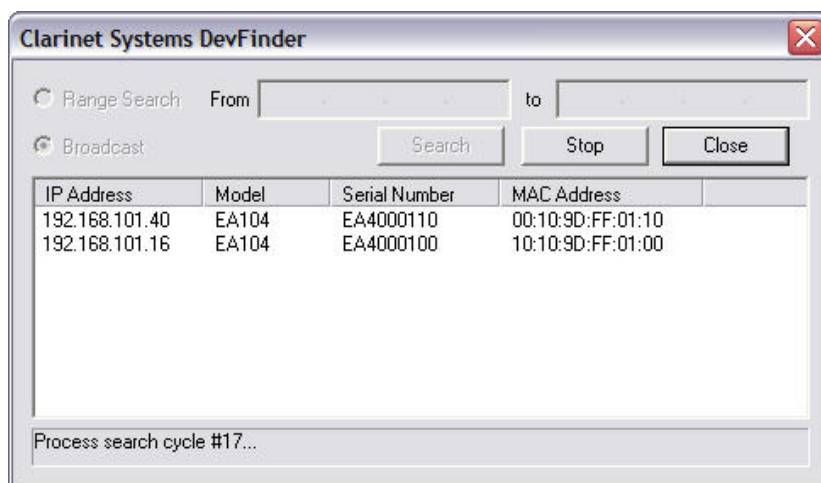 Clarinet Systems DevFinder
Range Search From . . . to . . .
Broadcast Search Stop Close
IP Address Model Serial Number MAC Address
192.168.101.40 EA104 EA4000110 00:10:9D:FF:01:10
192.168.101.16 EA104 EA4000100 10:10:9D:FF:01:00
Process search cycle #17...